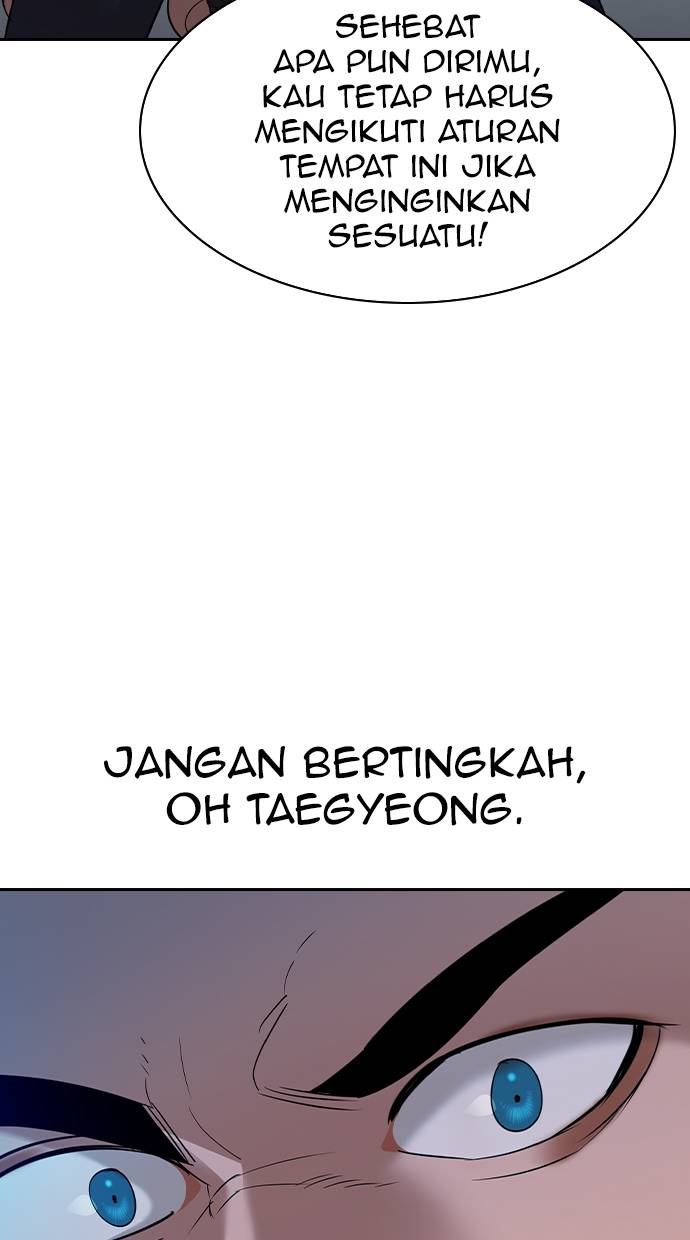 SEHEBAT
APA PUN DIRIMU,
KAU TETAP HARUS
MENGIKUTI ATURAN
TEMPAT INI JIKA
MENGINGINKAN
SESUATU!
JANGAN BERTINGKAH,
OH TAEGYEONG.